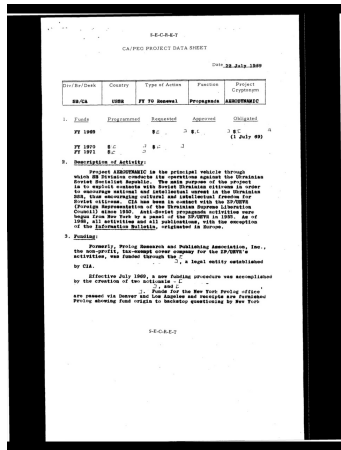 S-E-C-R-E-T
CA/PEG PROJECT DATA SHEET
Date 22 July 1969
Div/Br/Desk Country Type of Action Function Project Cryptonym
SB/CA USSR FY 70 Renewal Propaganda AERODYNAMIC
1. Funds Programmed Requested Approved Obligated
FY 1969 $ $ $
(1 July 69)
FY 1970 $ $
FY 1971 $
2. Description of Activity:
Project AERODYNAMIC is the principal vehicle through
which SB Division conducts its operations against the Ukrainian
Soviet Socialist Republic. The main purpose of the project
is to exploit contacts with Soviet Ukrainian citizens in order
to encourage national and intellectual unrest in the Ukrainian
SSR, thus encouraging cultural and intellectual freedom for
Soviet citizens. CIA has been in contact with the ZP/UHVR
(Foreign Representation of the Ukrainian Supreme Liberation
Council) since 1950. Anti-Soviet propaganda activities were
begun from New York by a panel of the ZP/UHVR in As of
1968, all activities and all publications, with the exception
of the Information Bulletin, originated in Europe.
3. Funding:
Formerly, Prolog Research and Publishing Association, Inc.,
the non-profit, tax-exempt cover company for the ZP/UHVR's
activities, was funded through the
, a legal entity established
by CIA.
Effective July 1968, a new funding procedure was accomplished
by the creation of two notionals -
, and
. Funds for the New York Prolog office
are passed via Denver and Los Angeles and receipts are furnished
Prolog showing fund origin to backstop questioning by New York
S-E-C-R-E-T